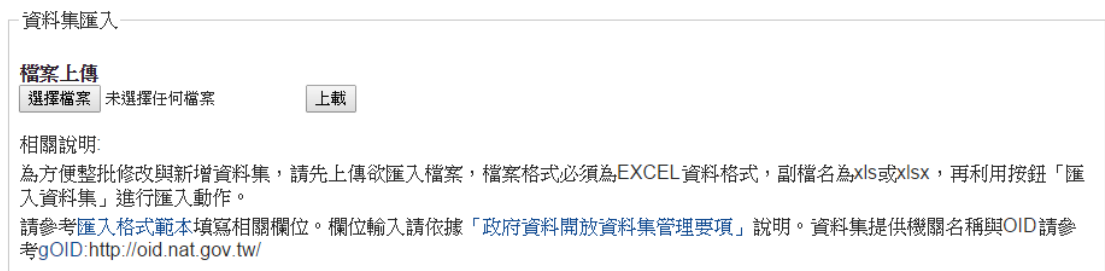 資料集匯入
檔案上傳
選擇檔案 未選擇任何檔案 上載
相關說明:
為方便整批修改與新增資料集，請先上傳欲匯入檔案，檔案格式必須為EXCEL資料格式，副檔名為xls或xlsx，再利用按鈕「匯
入資料集」進行匯入動作。
請參考匯入格式範本填寫相關欄位。欄位輸入請依據「政府資料開放資料集管理要項」說明。資料集提供機關名稱與OID請參
考gOID:http://oid.nat.gov.tw/